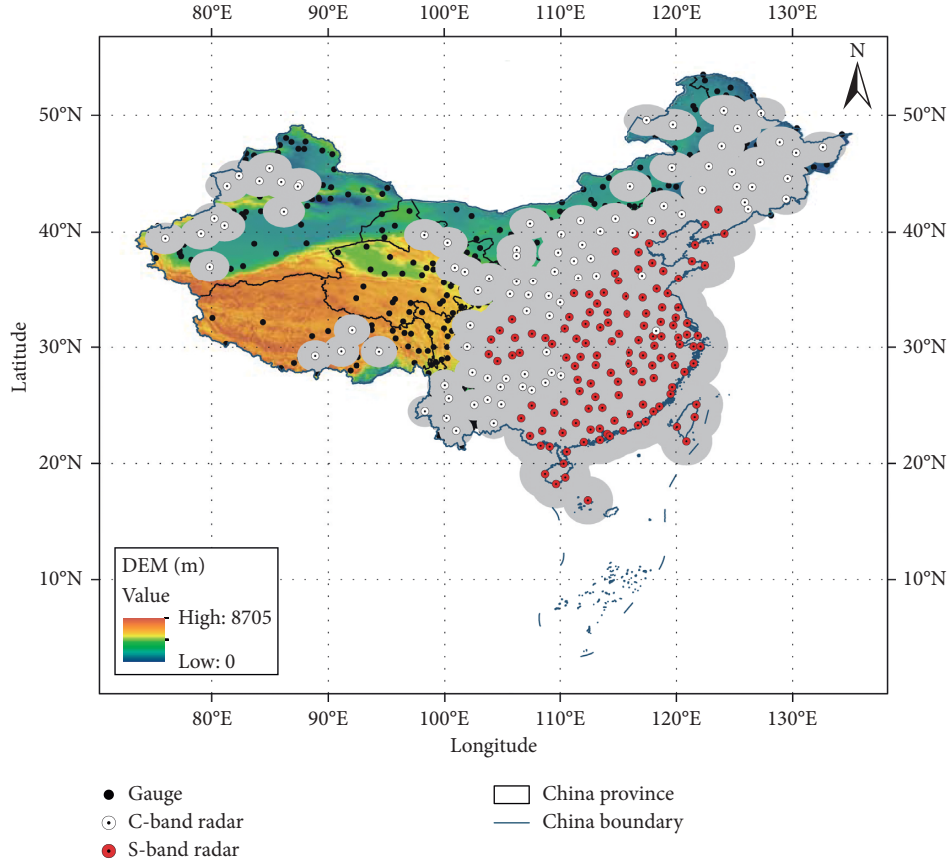 80°E 90°E 100°E 110°E 120°E 130°E
N
50°N 50°N
40°N 40°N
30°N 30°N
20°N 20°N
10°N 10°N
Latitude
DEM (m)
Value
High: 8705
Low: 0
80°E 90°E 100°E 110°E 120°E 130°E
Longitude
Gauge
C-band radar
S-band radar
China province
China boundary